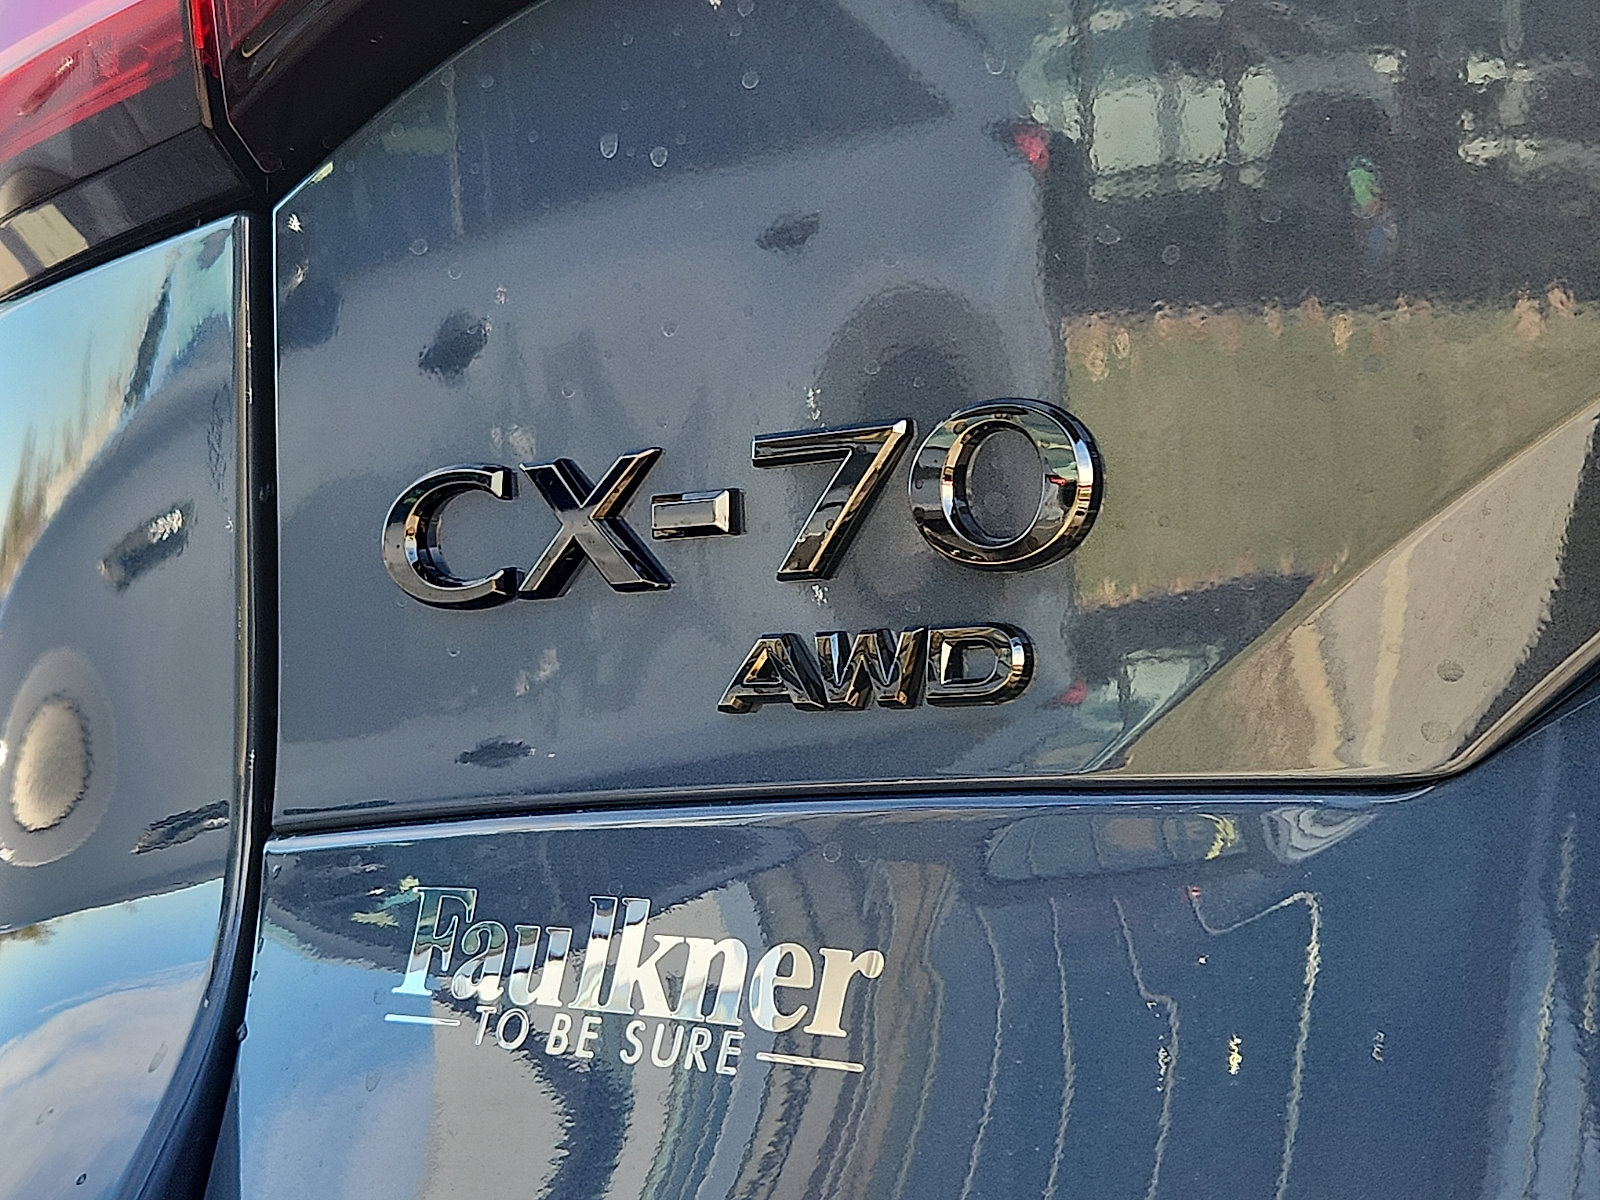 CX-70
AWD
Faulkner
TO BE SURE